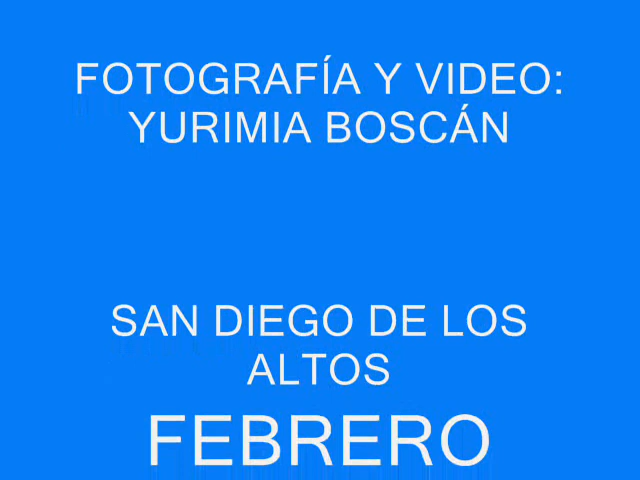 FOTOGRAFÍA Y VIDEO:
YURIMIA BOSCÁN
SAN DIEGO DE LOS
ALTOS
FEBRERO